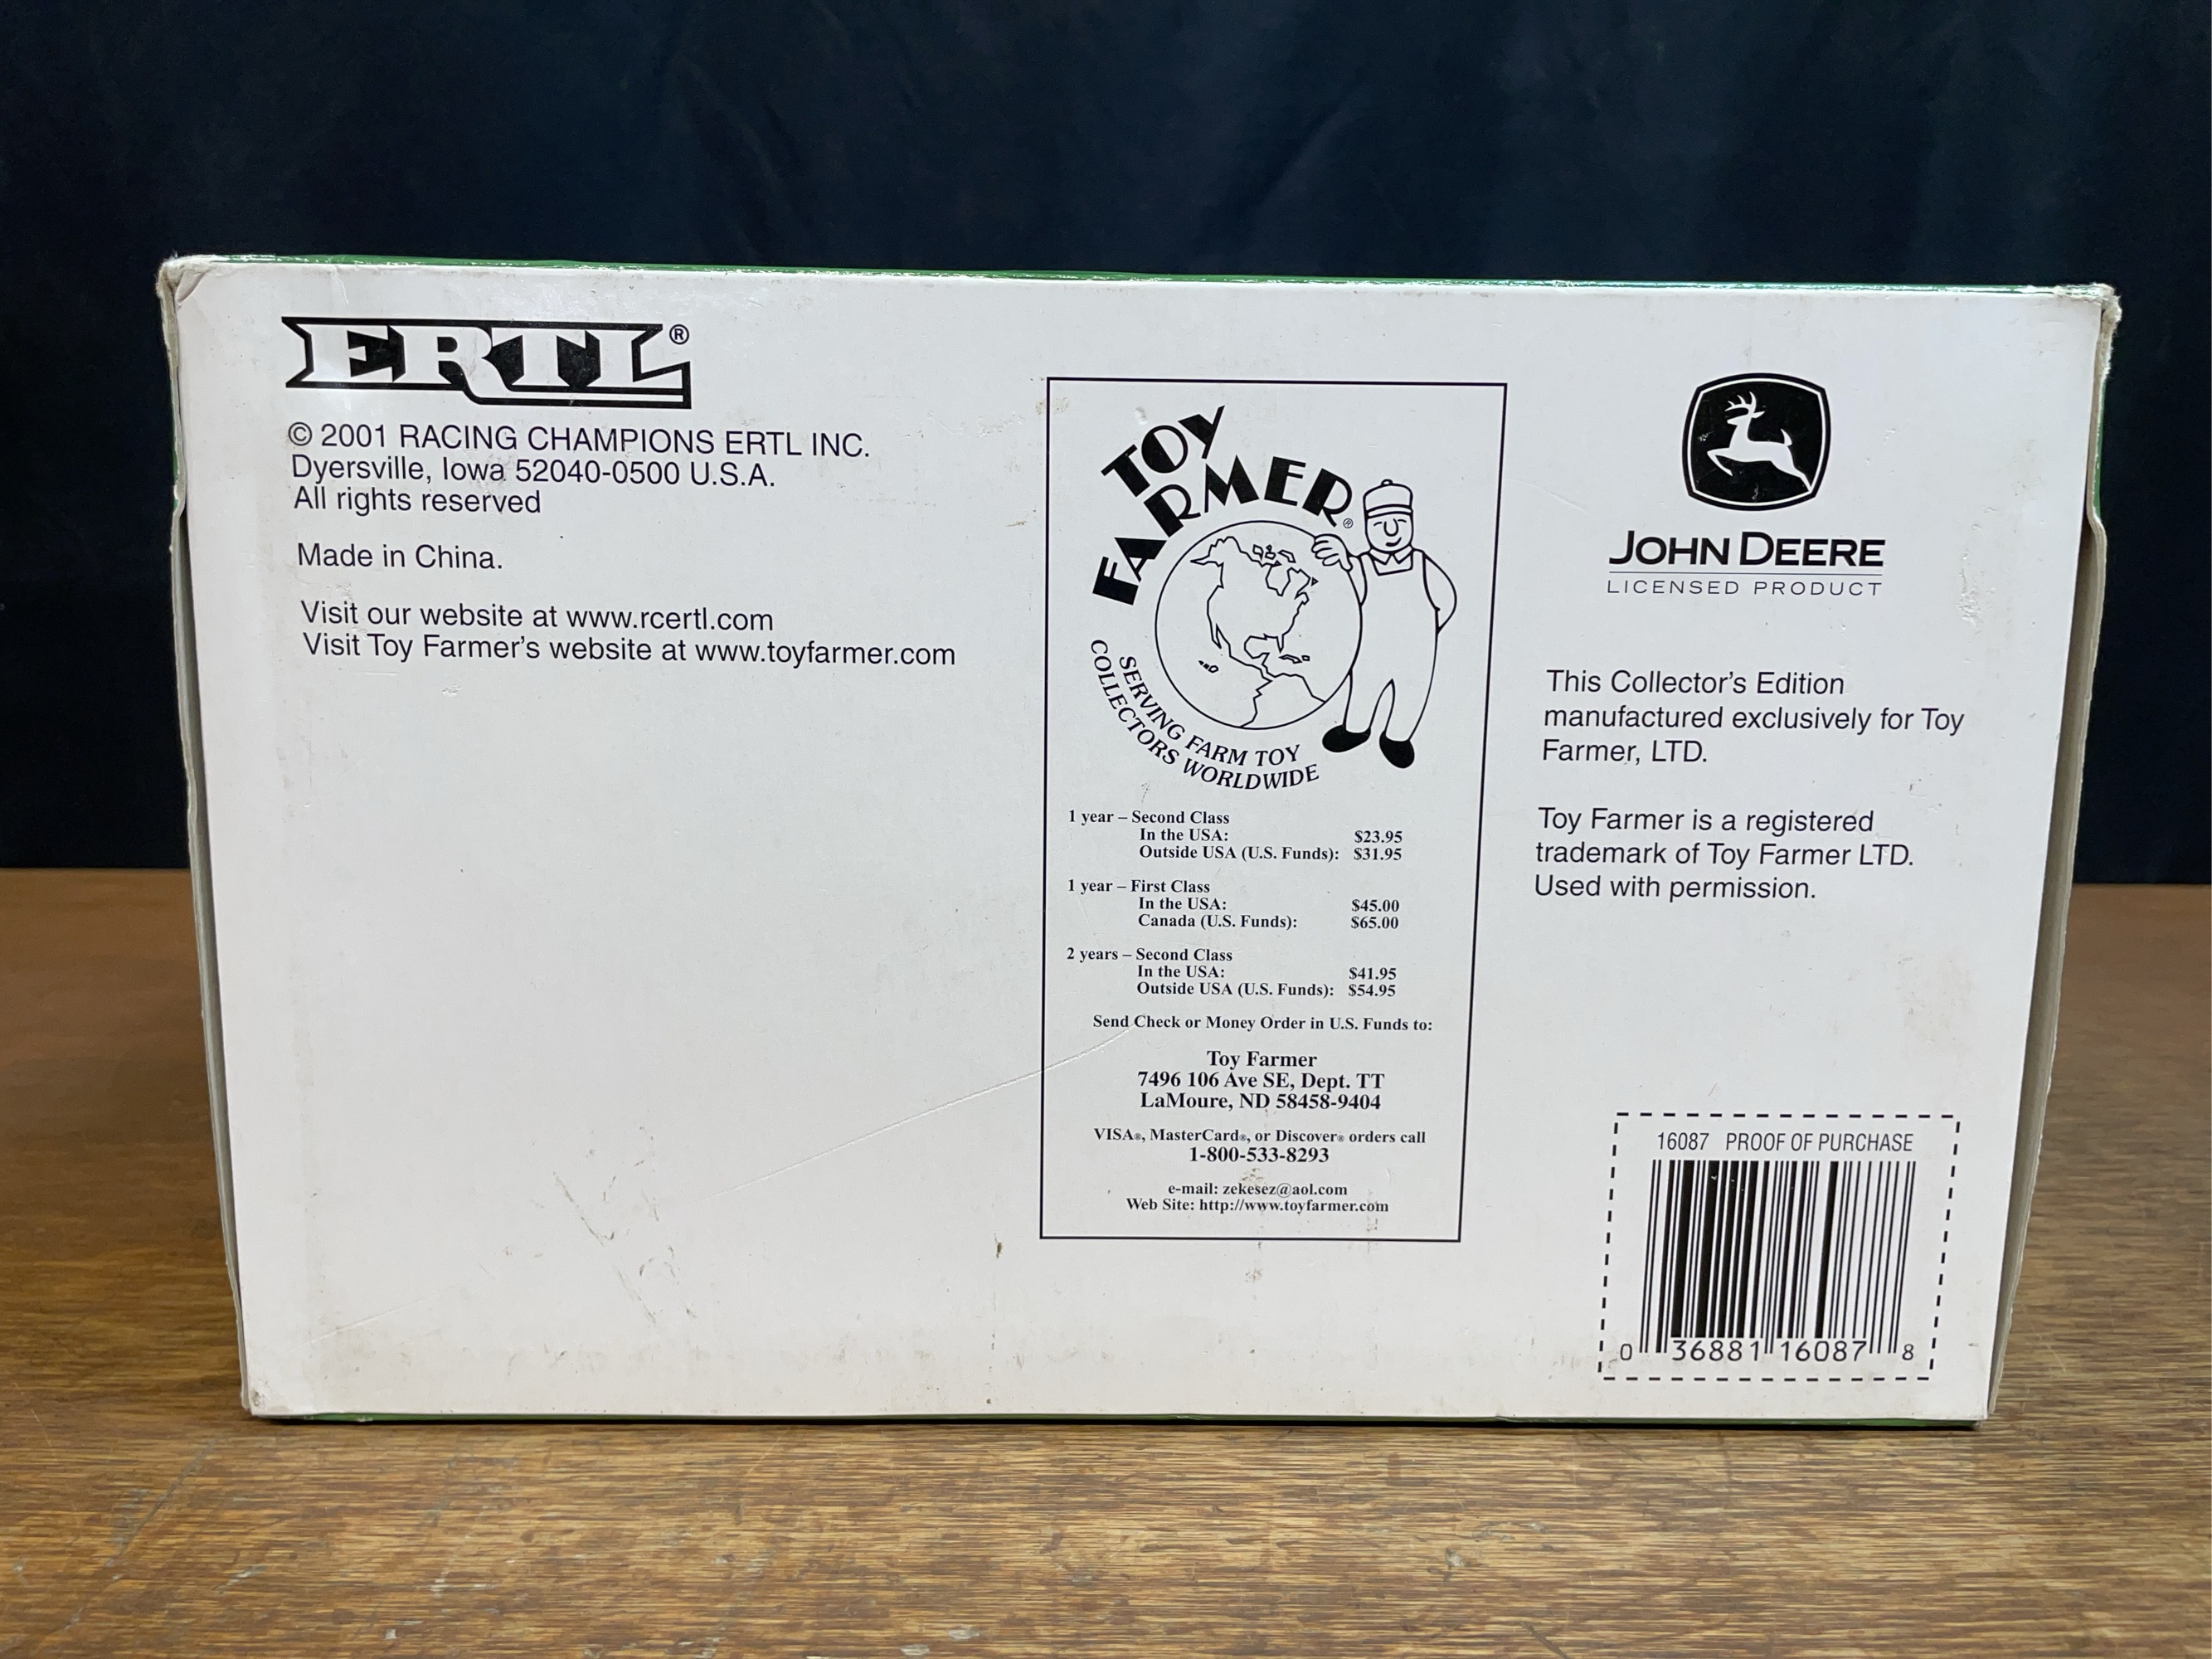 ERTL®
© 2001 RACING CHAMPIONS ERTL INC.
Dyersville, Iowa 52040-0500 U.S.A.
All rights reserved
Made in China.
Visit our website at www.rcertl.com
Visit Toy Farmer's website at www.toyfarmer.com
TOY
FARMER®
SERVING FARM TOY
COLLECTORS WORLDWIDE
1 year – Second Class
In the USA: $23.95
Outside USA (U.S. Funds): $31.95
1 year – First Class
In the USA: $45.00
Canada (U.S. Funds): $65.00
2 years – Second Class
In the USA: $41.95
Outside USA (U.S. Funds): $54.95
Send Check or Money Order in U.S. Funds to:
Toy Farmer
7496 106 Ave SE, Dept. TT
LaMoure, ND 58458-9404
VISA®, MasterCard®, or Discover® orders call
1-800-533-8293
e-mail: zekesez@aol.com
Web Site: http://www.toyfarmer.com
JOHN DEERE
LICENSED PRODUCT
This Collector's Edition
manufactured exclusively for Toy
Farmer, LTD.
Toy Farmer is a registered
trademark of Toy Farmer LTD.
Used with permission.
16087 PROOF OF PURCHASE
0 36881 16087 8